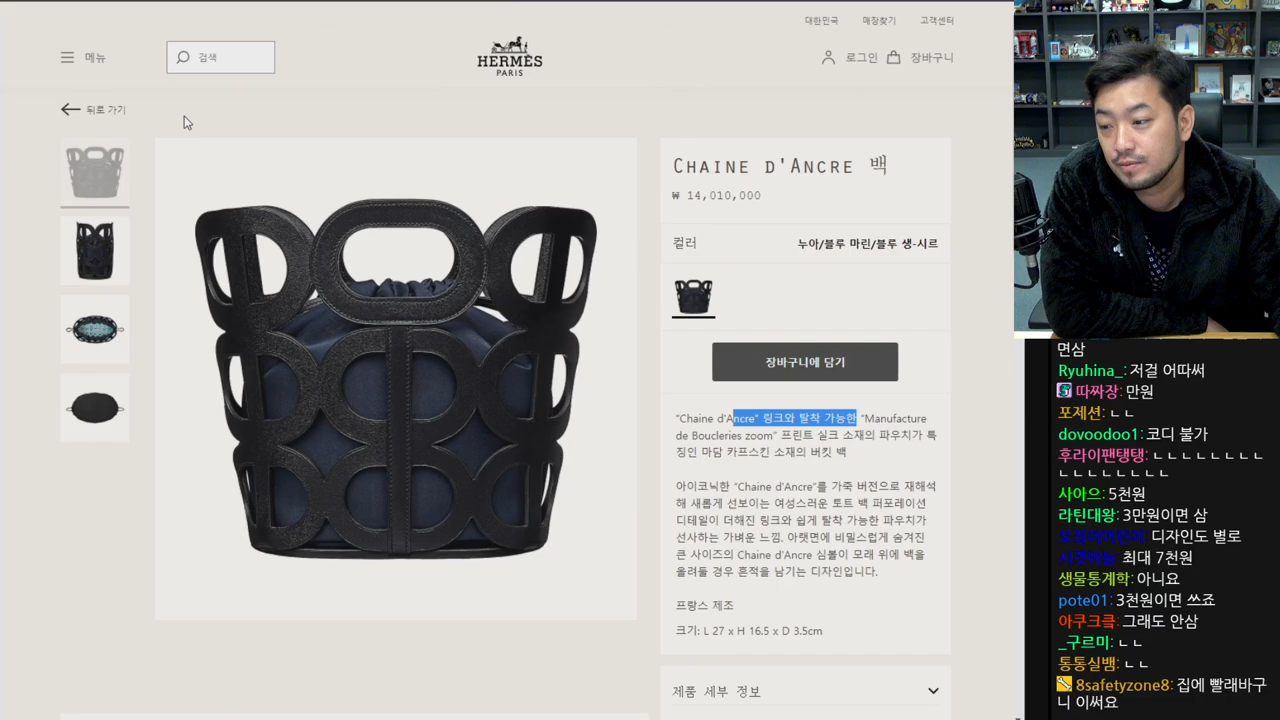 대한민국
매장찾기
고객센터
메뉴
검색
HERMÈS
PARIS
로그인
장바구니
뒤로 가기
CHAINE D'ANCRE 백
₩ 14,010,000
컬러
누아/블루 마린/블루 생-시르
장바구니에 담기
"Chaine d'Ancre" 링크와 탈착 가능한 "Manufacture
de Boucleries zoom" 프린트 실크 소재의 파우치가 특
징인 마담 카프스킨 소재의 버킷 백
아이코닉한 "Chaine d'Ancre"를 가죽 버전으로 재해석
해 새롭게 선보이는 여성스러운 토트 백 퍼포레이션
디테일이 더해진 링크와 쉽게 탈착 가능한 파우치가
선사하는 가벼운 느낌. 아랫면에 비밀스럽게 숨겨진
큰 사이즈의 Chaine d'Ancre 심볼이 모래 위에 백을
올려둘 경우 흔적을 남기는 디자인입니다.
프랑스 제조
크기: L 27 x H 16.5 x D 3.5cm
제품 세부 정보
면삼
Ryuhina_: 저걸 어따써
따짜장: 만원
포제션: ㄴㄴ
dovoodoo1: 코디 불가
후라이팬탱탱: ㄴㄴㄴㄴㄴㄴㄴㄴ
ㄴㄴㄴㄴㄴㄴㄴㄴ
사아으: 5천원
라틴대왕: 3만원이면 삼
디자인도 별로
최대 7천원
생물통계학: 아니요
pote01: 3천원이면 쓰죠
아쿠크륵: 그래도 안삼
_구르미: ㄴㄴ
통통실뱀: ㄴㄴ
8safetyzone8: 집에 빨래바구
니 이써요